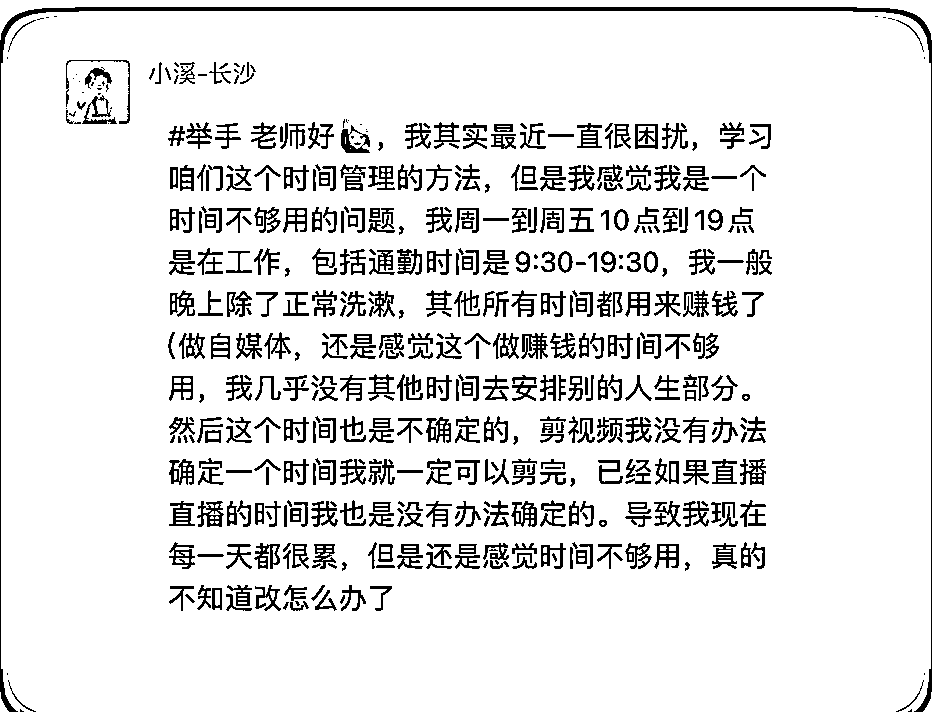 小溪-长沙
#举手 老师好，我其实最近一直很困扰，学习
咱们这个时间管理的方法，但是我感觉我是一个
时间不够用的问题，我周一到周五10点到19点
是在工作，包括通勤时间是9:30-19:30，我一般
晚上除了正常洗漱，其他所有时间都用来赚钱了
(做自媒体，还是感觉这个做赚钱的时间不够
用，我几乎没有其他时间去安排别的人生部分。
然后这个时间也是不确定的，剪视频我没有办法
确定一个时间我就一定可以剪完，已经如果直播
直播的时间我也是没有办法确定的。导致我现在
每一天都很累，但是还是感觉时间不够用，真的
不知道改怎么办了